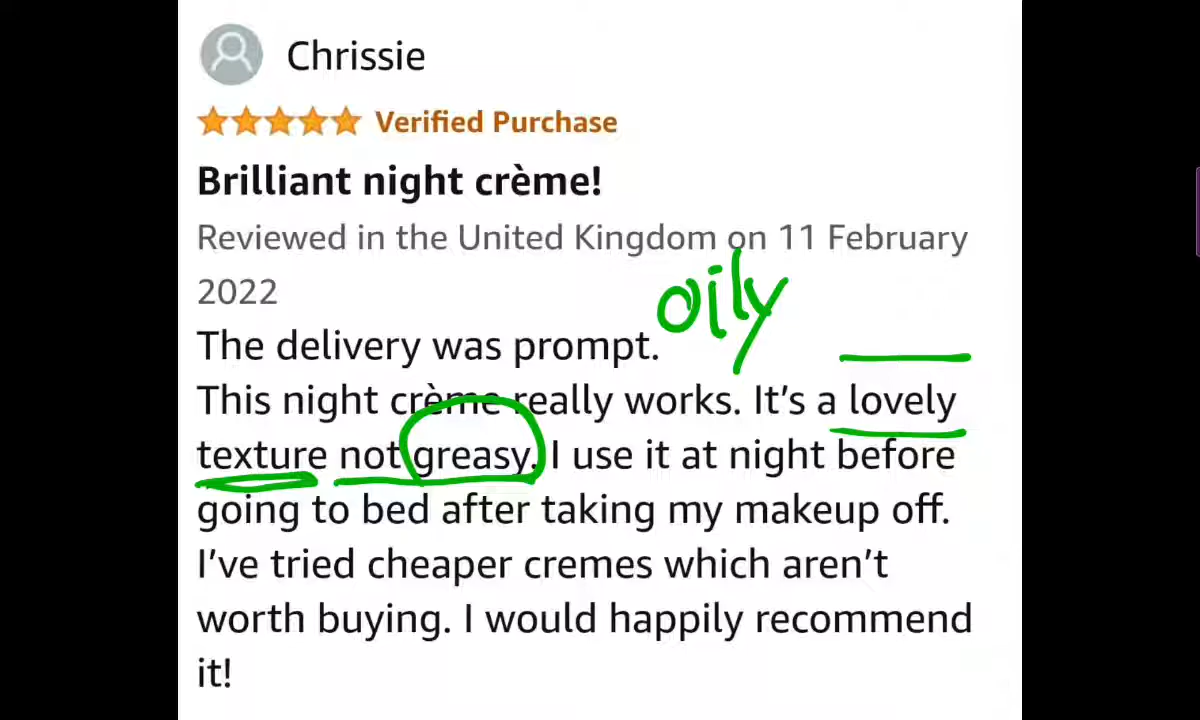 Chrissie
Verified Purchase
Brilliant night crème!
Reviewed in the United Kingdom on 11 February
2022
oily
The delivery was prompt.
This night crème really works. It’s a lovely
texture not greasy. I use it at night before
going to bed after taking my makeup off.
I’ve tried cheaper cremes which aren’t
worth buying. I would happily recommend
it!